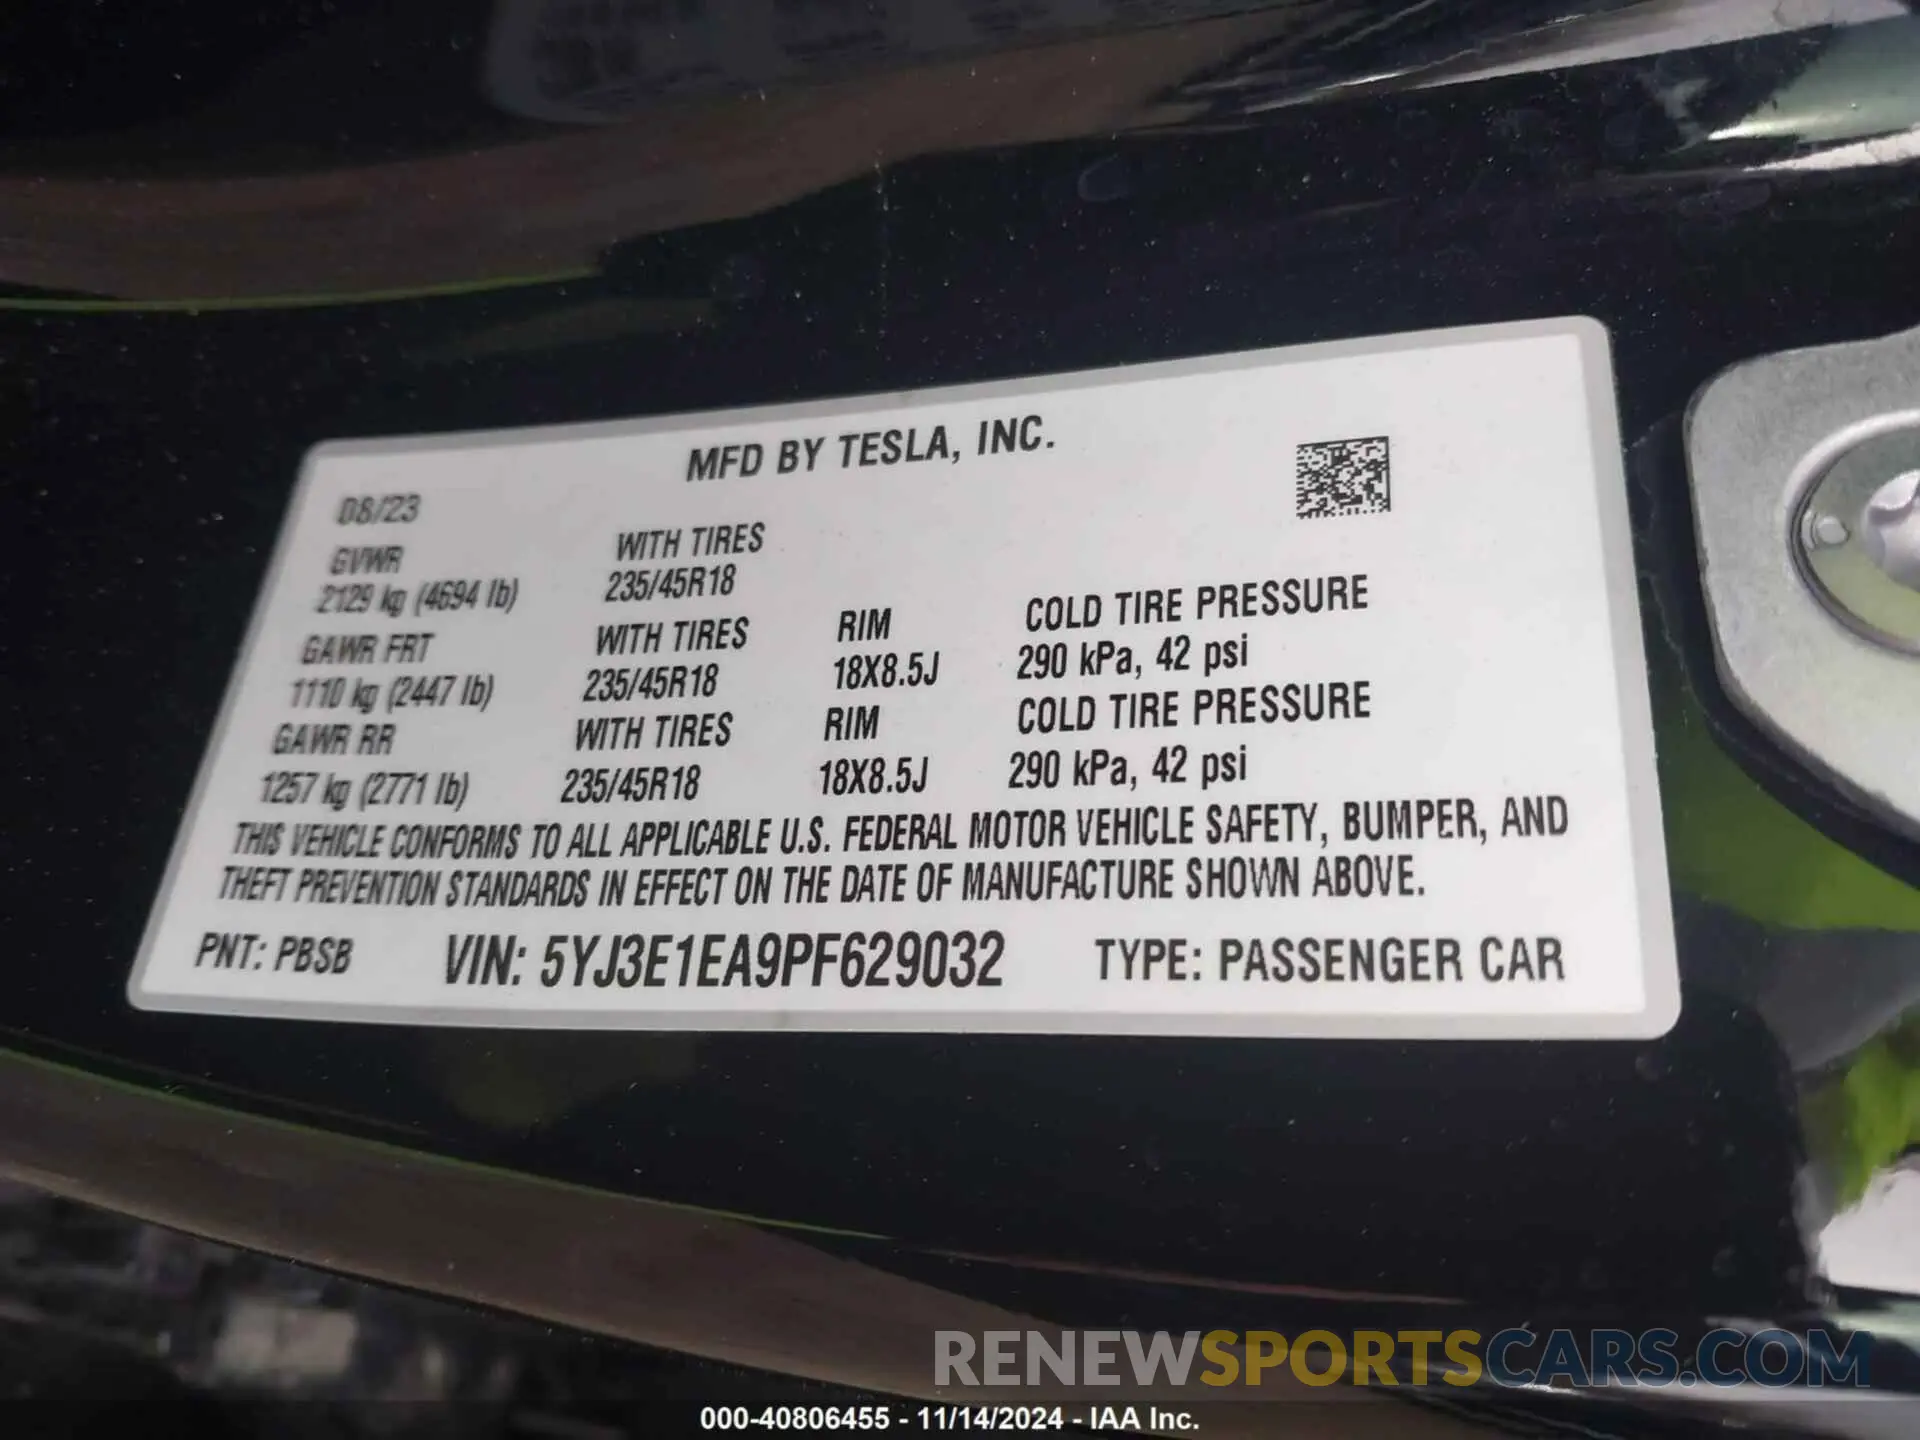 MFD BY TESLA, INC.
08/23
GVWR WITH TIRES
2129 kg (4694 lb) 235/45R18
GAWR FRT WITH TIRES RIM COLD TIRE PRESSURE
1110 kg (2447 lb) 235/45R18 18X8.5J 290 kPa, 42 psi
GAWR RR WITH TIRES RIM COLD TIRE PRESSURE
1257 kg (2771 lb) 235/45R18 18X8.5J 290 kPa, 42 psi
THIS VEHICLE CONFORMS TO ALL APPLICABLE U.S. FEDERAL MOTOR VEHICLE SAFETY, BUMPER, AND
THEFT PREVENTION STANDARDS IN EFFECT ON THE DATE OF MANUFACTURE SHOWN ABOVE.
PNT: PBSB VIN: 5YJ3E1EA9PF629032 TYPE: PASSENGER CAR
RENEWSPORTSCARS.COM
000-40806455 - 11/14/2024 - IAA Inc.